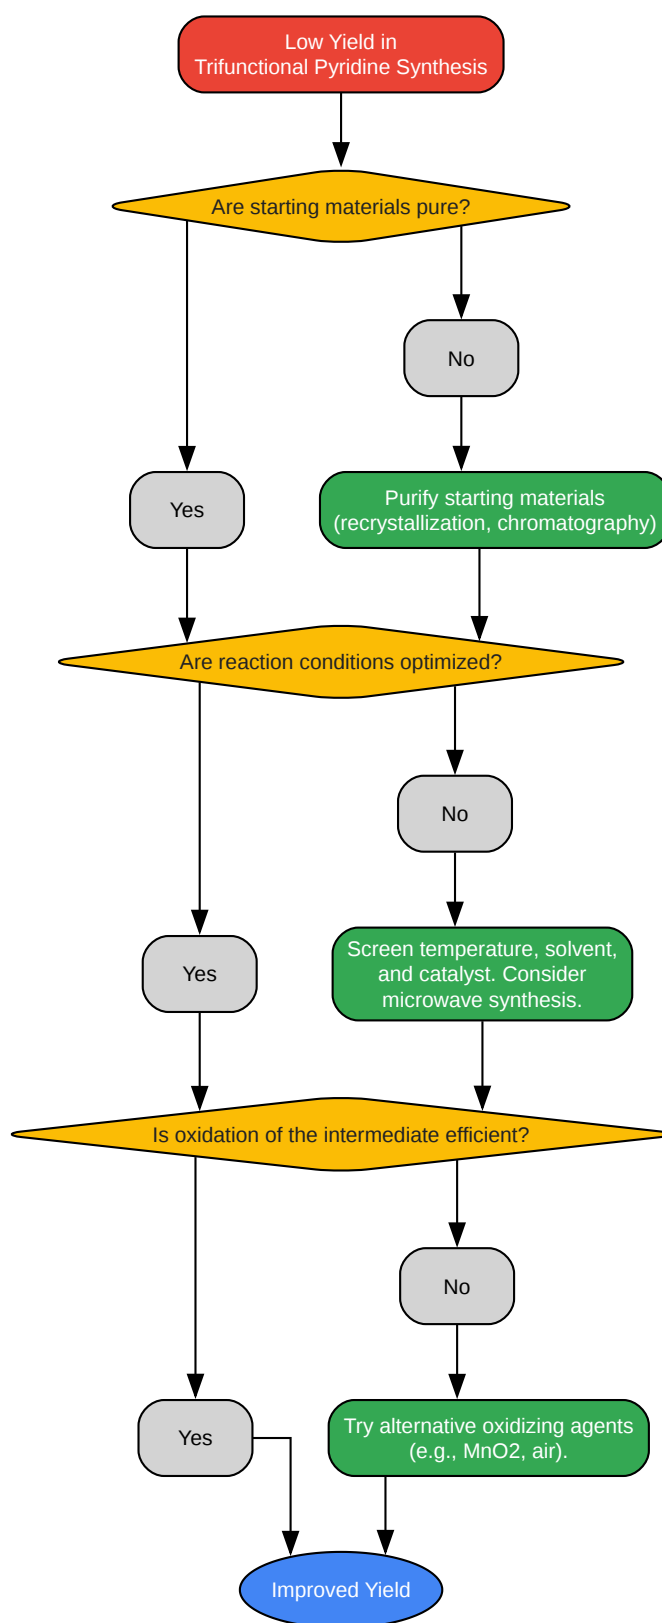 Low Yield in
Trifunctional Pyridine Synthesis
Are starting materials pure?
No
Yes
Purify starting materials
(recrystallization, chromatography)
Are reaction conditions optimized?
No
Yes
Screen temperature, solvent,
and catalyst. Consider
microwave synthesis.
Is oxidation of the intermediate efficient?
No
Yes
Try alternative oxidizing agents
(e.g., MnO2, air).
Improved Yield